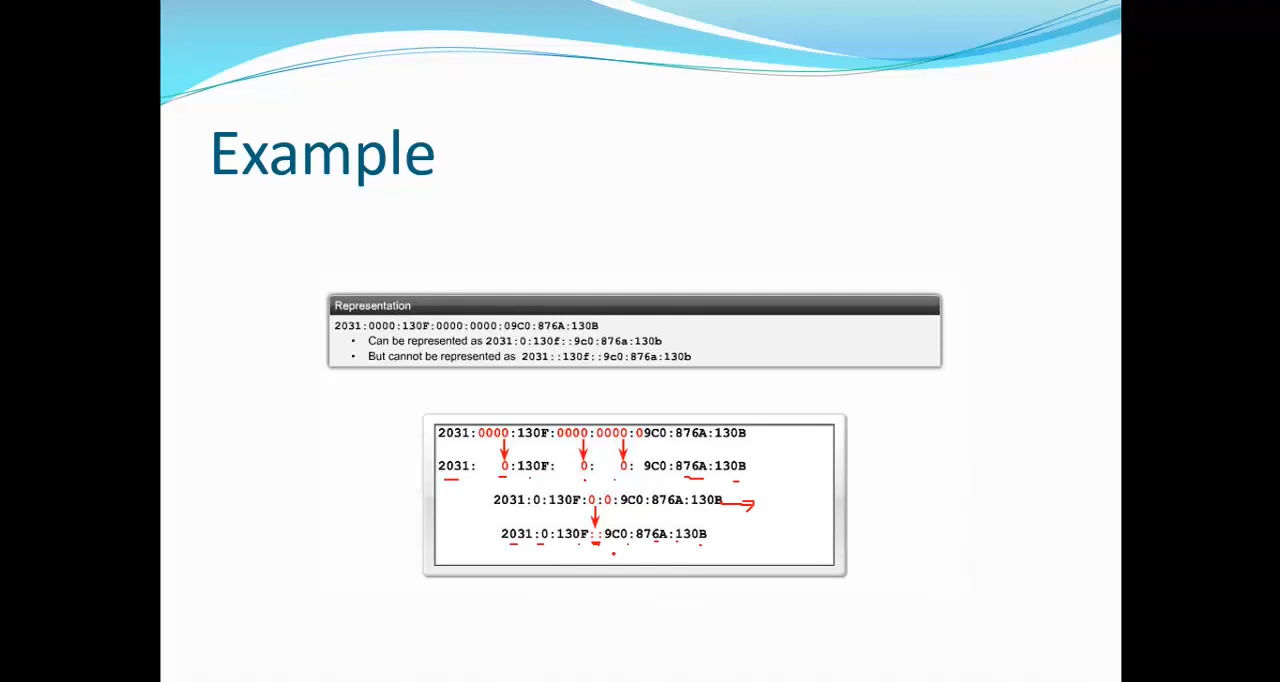 Example
Representation
2031:0000:130F:0000:0000:09C0:876A:130B
• Can be represented as 2031:0:130f::9c0:876a:130b
• But cannot be represented as 2031::130f::9c0:876a:130b
2031:0000:130F:0000:0000:09C0:876A:130B
2031: 0:130F: 0: 0: 9C0:876A:130B
2031:0:130F:0:0:9C0:876A:130B
2031:0:130F::9C0:876A:130B